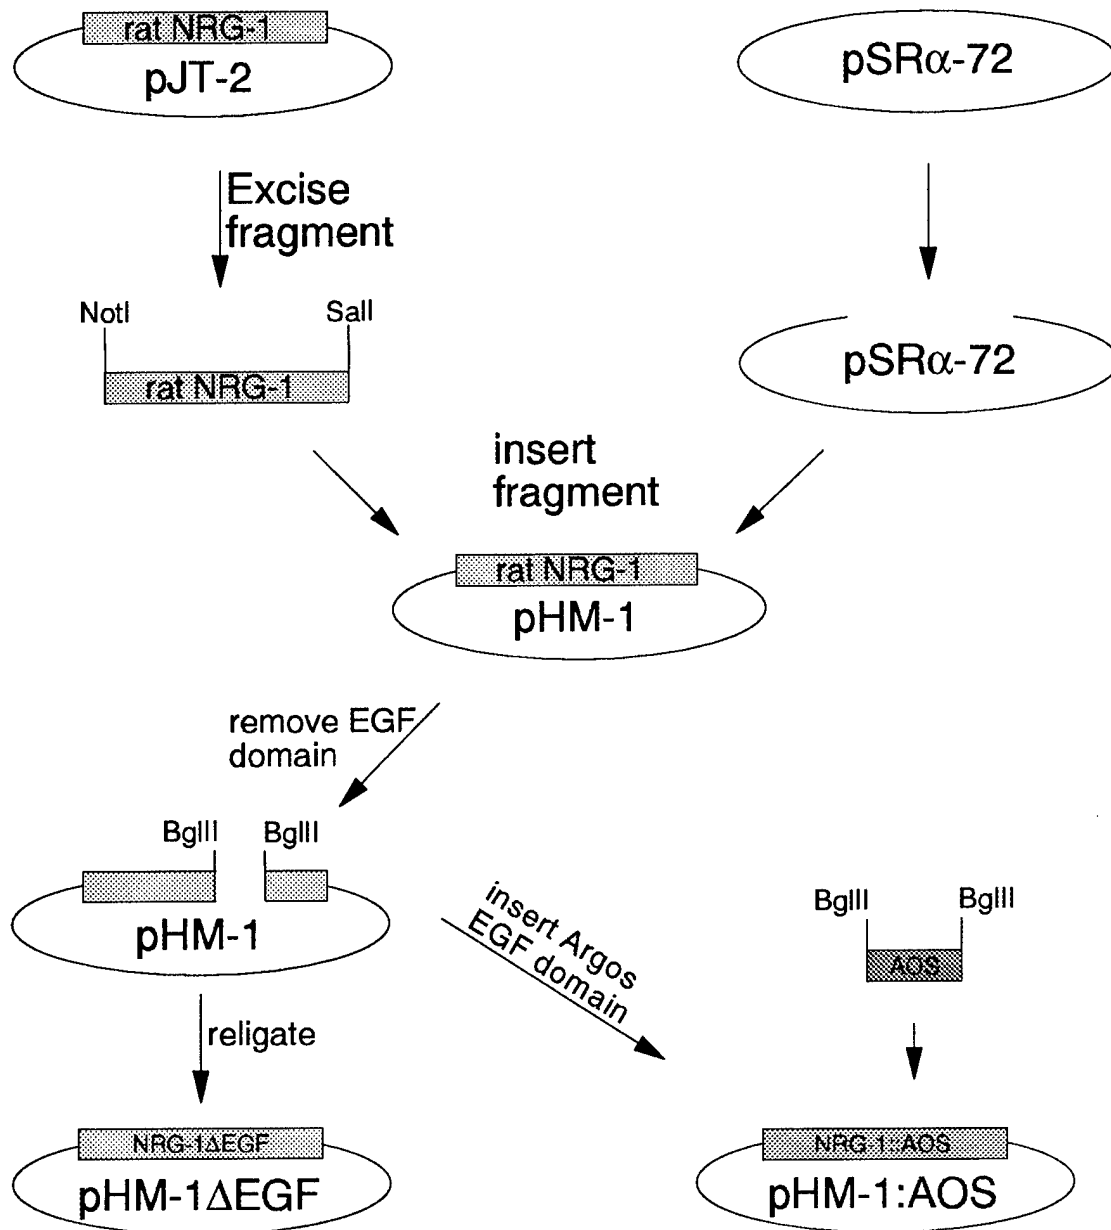 rat NRG-1
pJT-2
pSRα-72
Excise
fragment
NotI
SalI
rat NRG-1
pSRα-72
insert
fragment
rat NRG-1
pHM-1
remove EGF
domain
BglII
BglII
pHM-1
insert Argos
EGF domain
BglII
BglII
AOS
religate
NRG-1ΔEGF
pHM-1ΔEGF
NRG-1::AOS
pHM-1:AOS